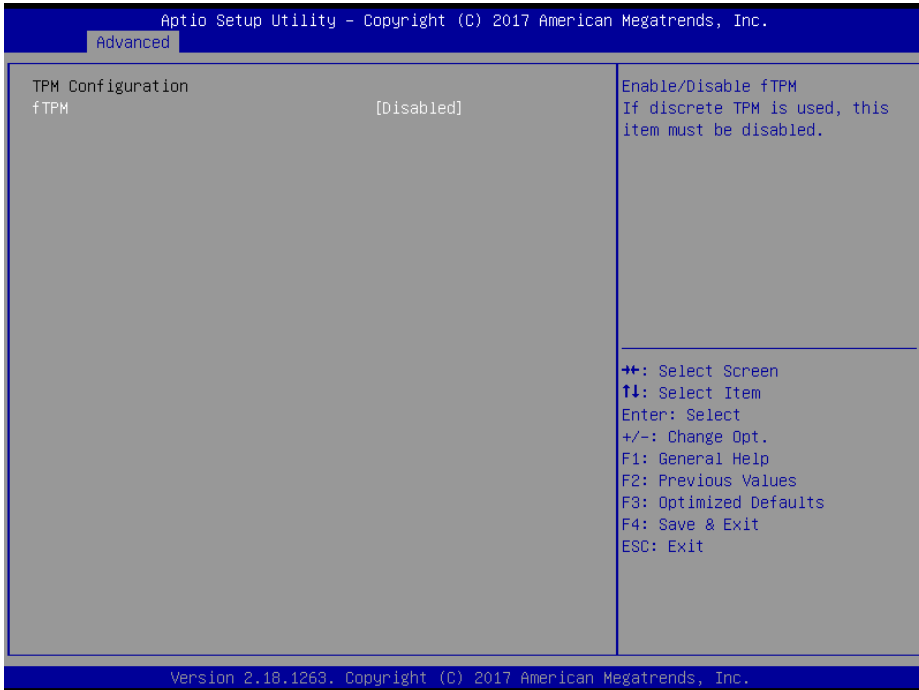 Aptio Setup Utility – Copyright (C) 2017 American Megatrends, Inc.
Advanced
TPM Configuration
fTPM [Disabled]
Enable/Disable fTPM
If discrete TPM is used, this
item must be disabled.
→←: Select Screen
↑↓: Select Item
Enter: Select
+/-: Change Opt.
F1: General Help
F2: Previous Values
F3: Optimized Defaults
F4: Save & Exit
ESC: Exit
Version 2.18.1263. Copyright (C) 2017 American Megatrends, Inc.